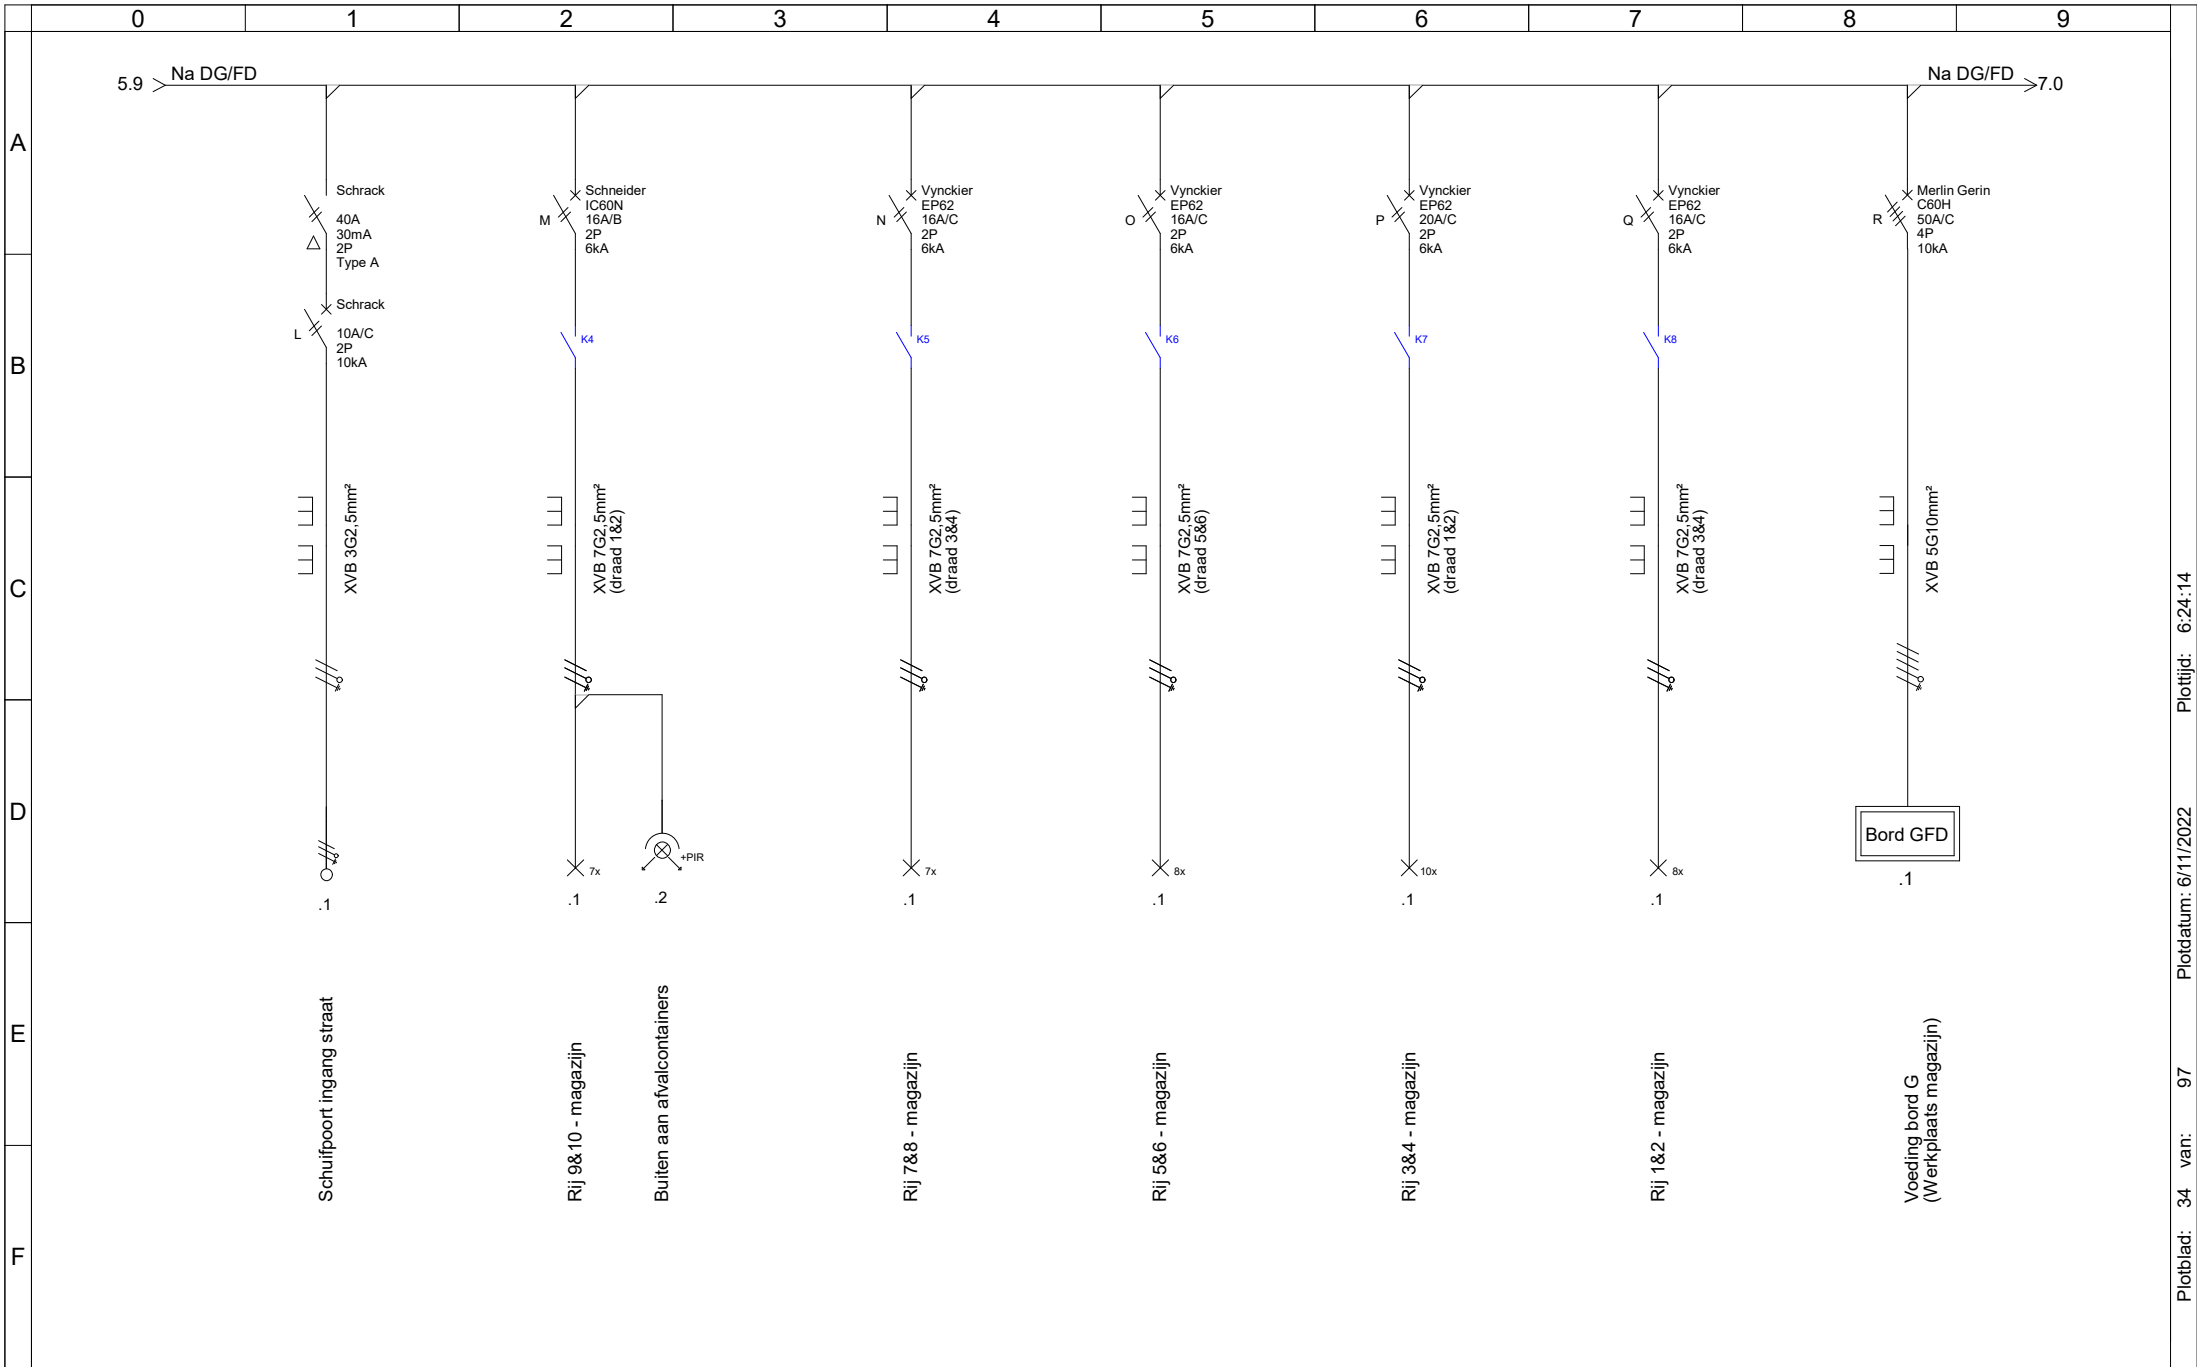 0 1 2 3 4 5 6 7 8 9
A
B
C
D
E
F
5.9
Na DG/FD
Na DG/FD
7.0
Schrack
40A
30mA
2P
Type A
Schrack
L
10A/C
2P
10kA
XVB 3G2,5mm²
.1
Schuifpoort ingang straat
M
Schneider
IC60N
16A/B
2P
6kA
K4
XVB 7G2,5mm²
(draad 1&2)
7x
.1
Rij 9&10 - magazijn
+PIR
.2
Buiten aan afvalcontainers
N
Vynckier
EP62
16A/C
2P
6kA
K5
XVB 7G2,5mm²
(draad 3&4)
7x
.1
Rij 7&8 - magazijn
O
Vynckier
EP62
16A/C
2P
6kA
K6
XVB 7G2,5mm²
(draad 5&6)
8x
.1
Rij 5&6 - magazijn
P
Vynckier
EP62
20A/C
2P
6kA
K7
XVB 7G2,5mm²
(draad 1&2)
10x
.1
Rij 3&4 - magazijn
Q
Vynckier
EP62
16A/C
2P
6kA
K8
XVB 7G2,5mm²
(draad 3&4)
8x
.1
Rij 1&2 - magazijn
R
Merlin Gerin
C60H
50A/C
4P
10kA
XVB 5G10mm²
Bord GFD
.1
Voeding bord G
(Werkplaats magazijn)
Plotblad: 34 van: 97 Plotdatum: 6/11/2022 Plottijd: 6:24:14